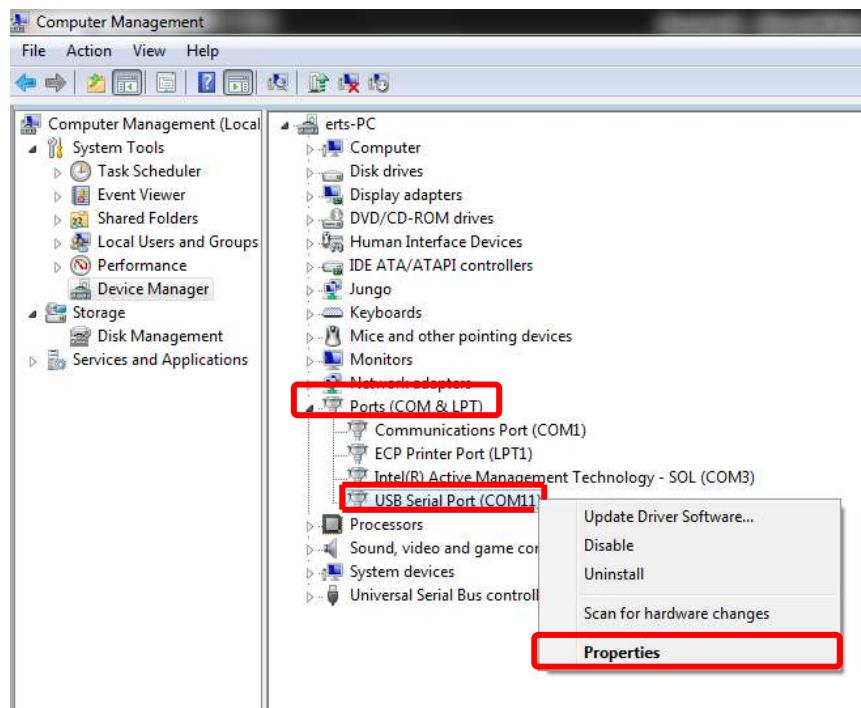 Computer Management
File Action View Help
Computer Management (Local
System Tools
Task Scheduler
Event Viewer
Shared Folders
Local Users and Groups
Performance
Device Manager
Storage
Disk Management
Services and Applications
erts-PC
Computer
Disk drives
Display adapters
DVD/CD-ROM drives
Human Interface Devices
IDE ATA/ATAPI controllers
Jungo
Keyboards
Mice and other pointing devices
Monitors
Network adapters
Ports (COM & LPT)
Communications Port (COM1)
ECP Printer Port (LPT1)
Intel(R) Active Management Technology - SOL (COM3)
USB Serial Port (COM11)
Processors
Sound, video and game con
System devices
Universal Serial Bus controll
Update Driver Software...
Disable
Uninstall
Scan for hardware changes
Properties